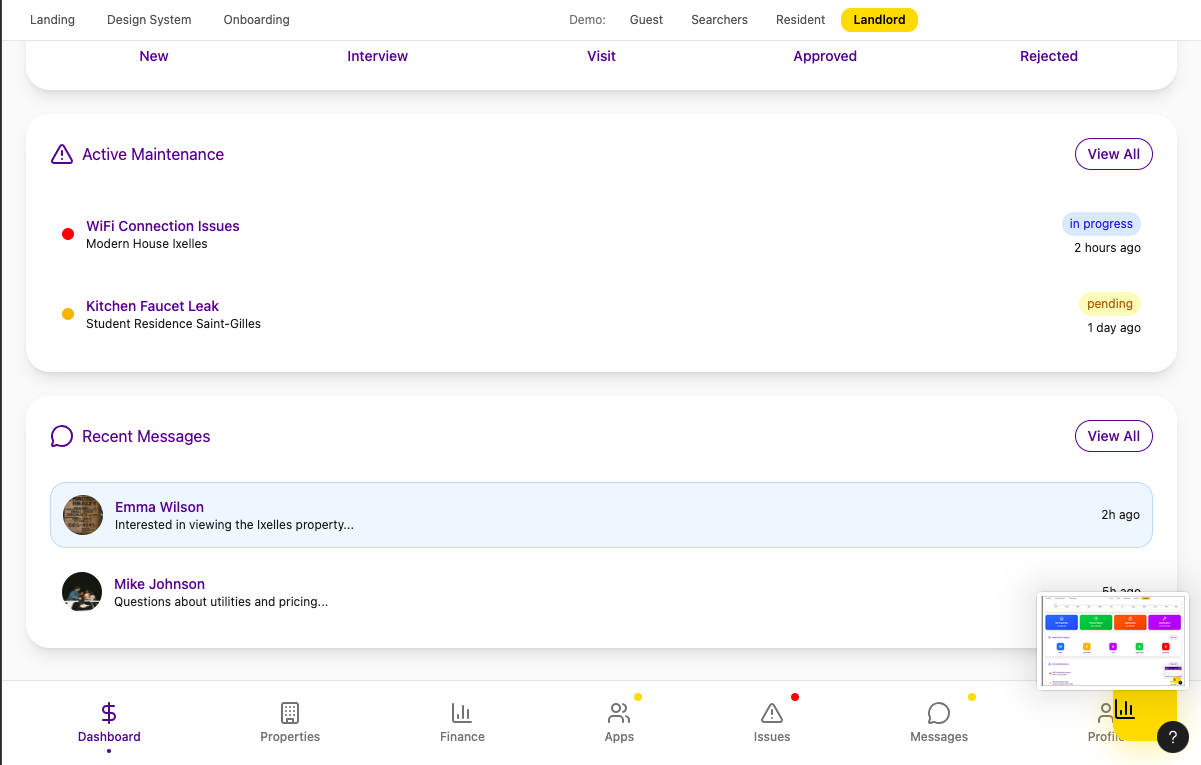 Landing Design System Onboarding Demo: Guest Searchers Resident Landlord
New Interview Visit Approved Rejected
Active Maintenance View All
WiFi Connection Issues
Modern House Ixelles
in progress
2 hours ago
Kitchen Faucet Leak
Student Residence Saint-Gilles
pending
1 day ago
Recent Messages View All
Emma Wilson
Interested in viewing the Ixelles property...
2h ago
Mike Johnson
Questions about utilities and pricing...
5h ago
Dashboard Properties Finance Apps Issues Messages Profile
?